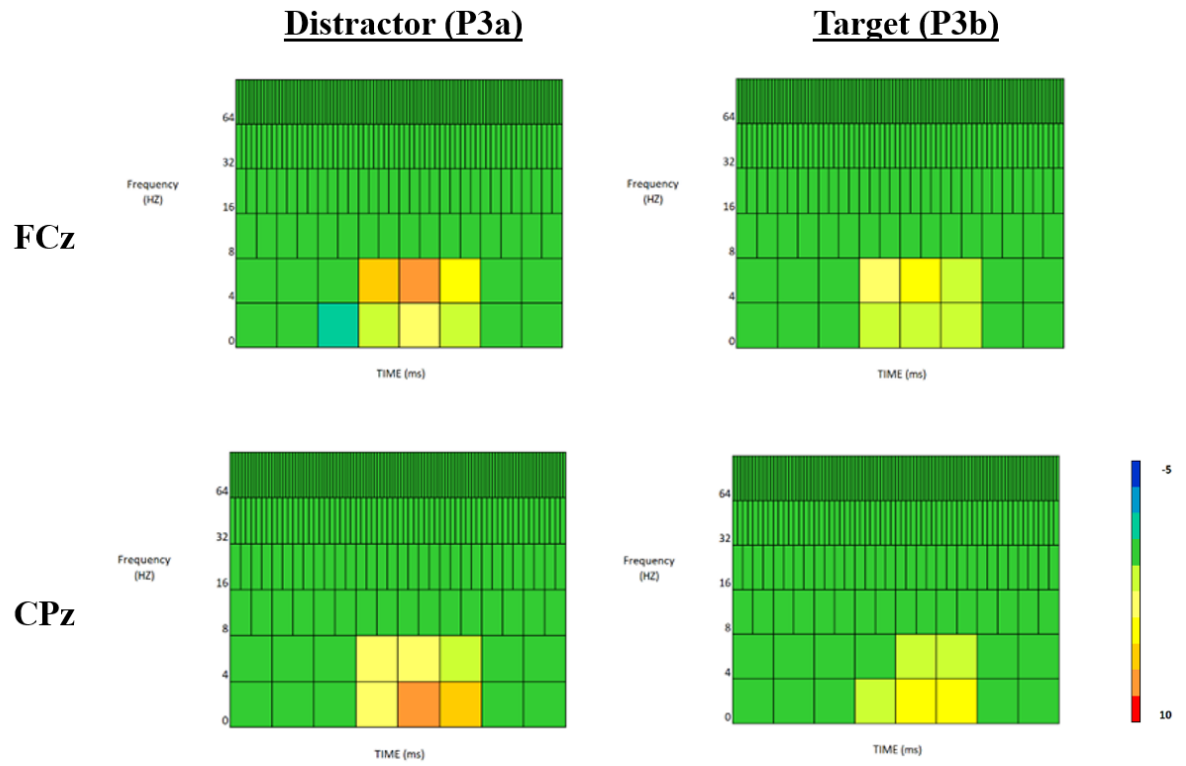 Distractor (P3a)
Target (P3b)
FCz
Frequency
(HZ)
64
32
16
8
4
0
TIME (ms)
Frequency
(HZ)
64
32
16
8
4
0
TIME (ms)
CPz
Frequency
(HZ)
64
32
16
8
4
0
TIME (ms)
Frequency
(HZ)
64
32
16
8
4
0
TIME (ms)
-5
10